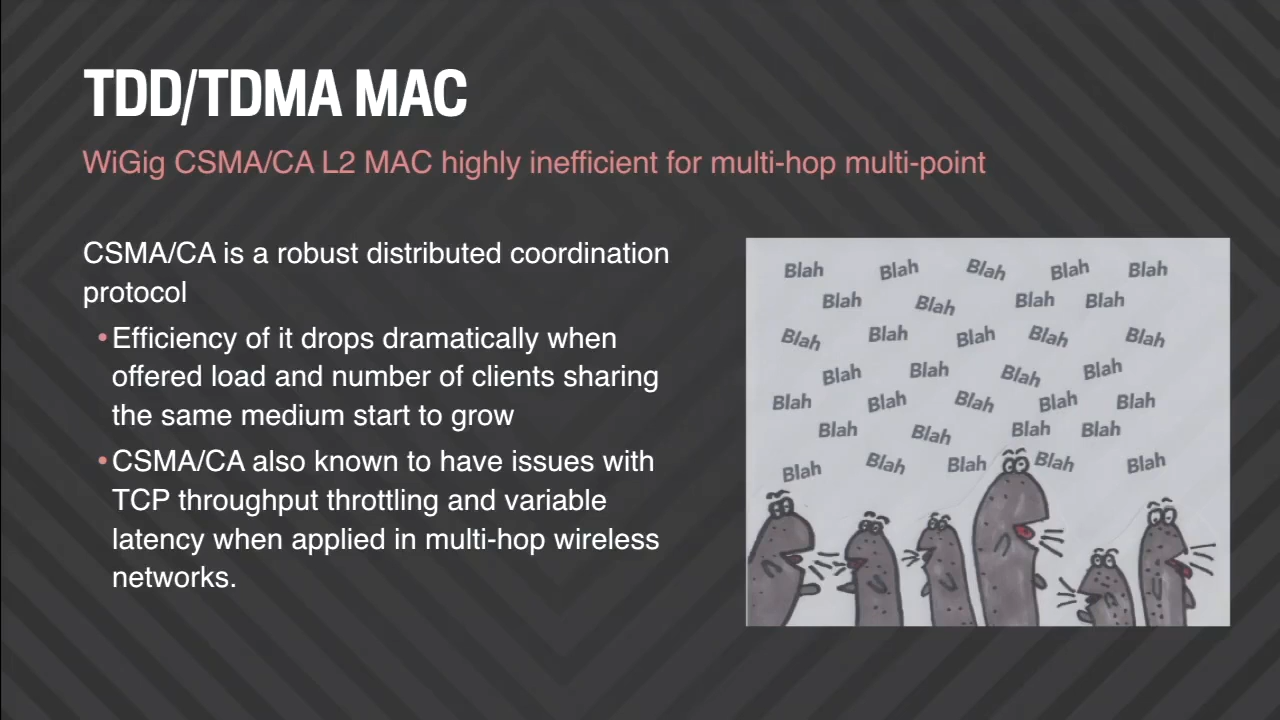 TDD/TDMA MAC
WiGig CSMA/CA L2 MAC highly inefficient for multi-hop multi-point
CSMA/CA is a robust distributed coordination
protocol
•Efficiency of it drops dramatically when
offered load and number of clients sharing
the same medium start to grow
•CSMA/CA also known to have issues with
TCP throughput throttling and variable
latency when applied in multi-hop wireless
networks.
Blah Blah Blah Blah Blah
Blah Blah Blah Blah
Blah Blah Blah Blah Blah
Blah Blah Blah Blah
Blah Blah Blah Blah Blah
Blah Blah Blah Blah
Blah Blah Blah Blah Blah